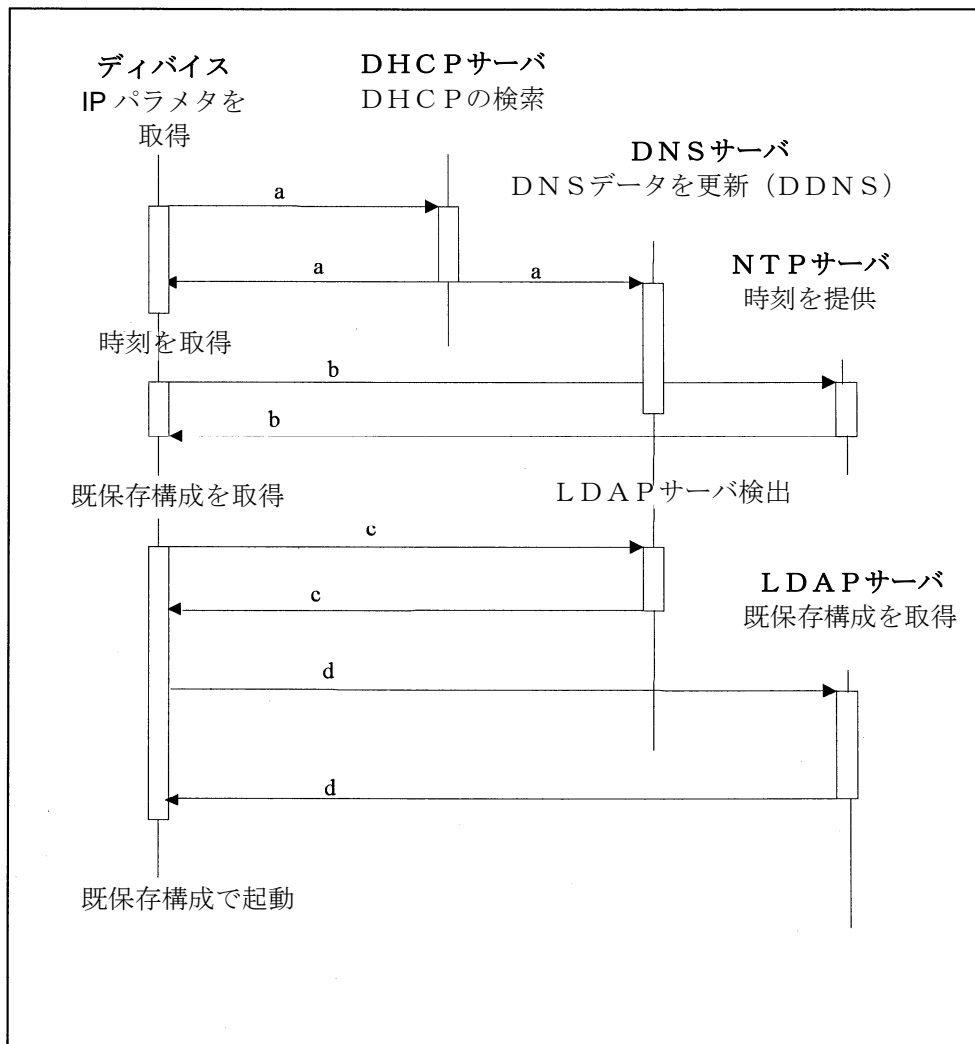 ディバイス
IP パラメタを
取得
ＤＨＣＰサーバ
ＤＨＣＰの検索
ＤＮＳサーバ
ＤＮＳデータを更新（ＤＤＮＳ）
a
a
a
ＮＴＰサーバ
時刻を提供
時刻を取得
b
b
既保存構成を取得
ＬＤＡＰサーバ検出
c
c
ＬＤＡＰサーバ
既保存構成を取得
d
d
既保存構成で起動